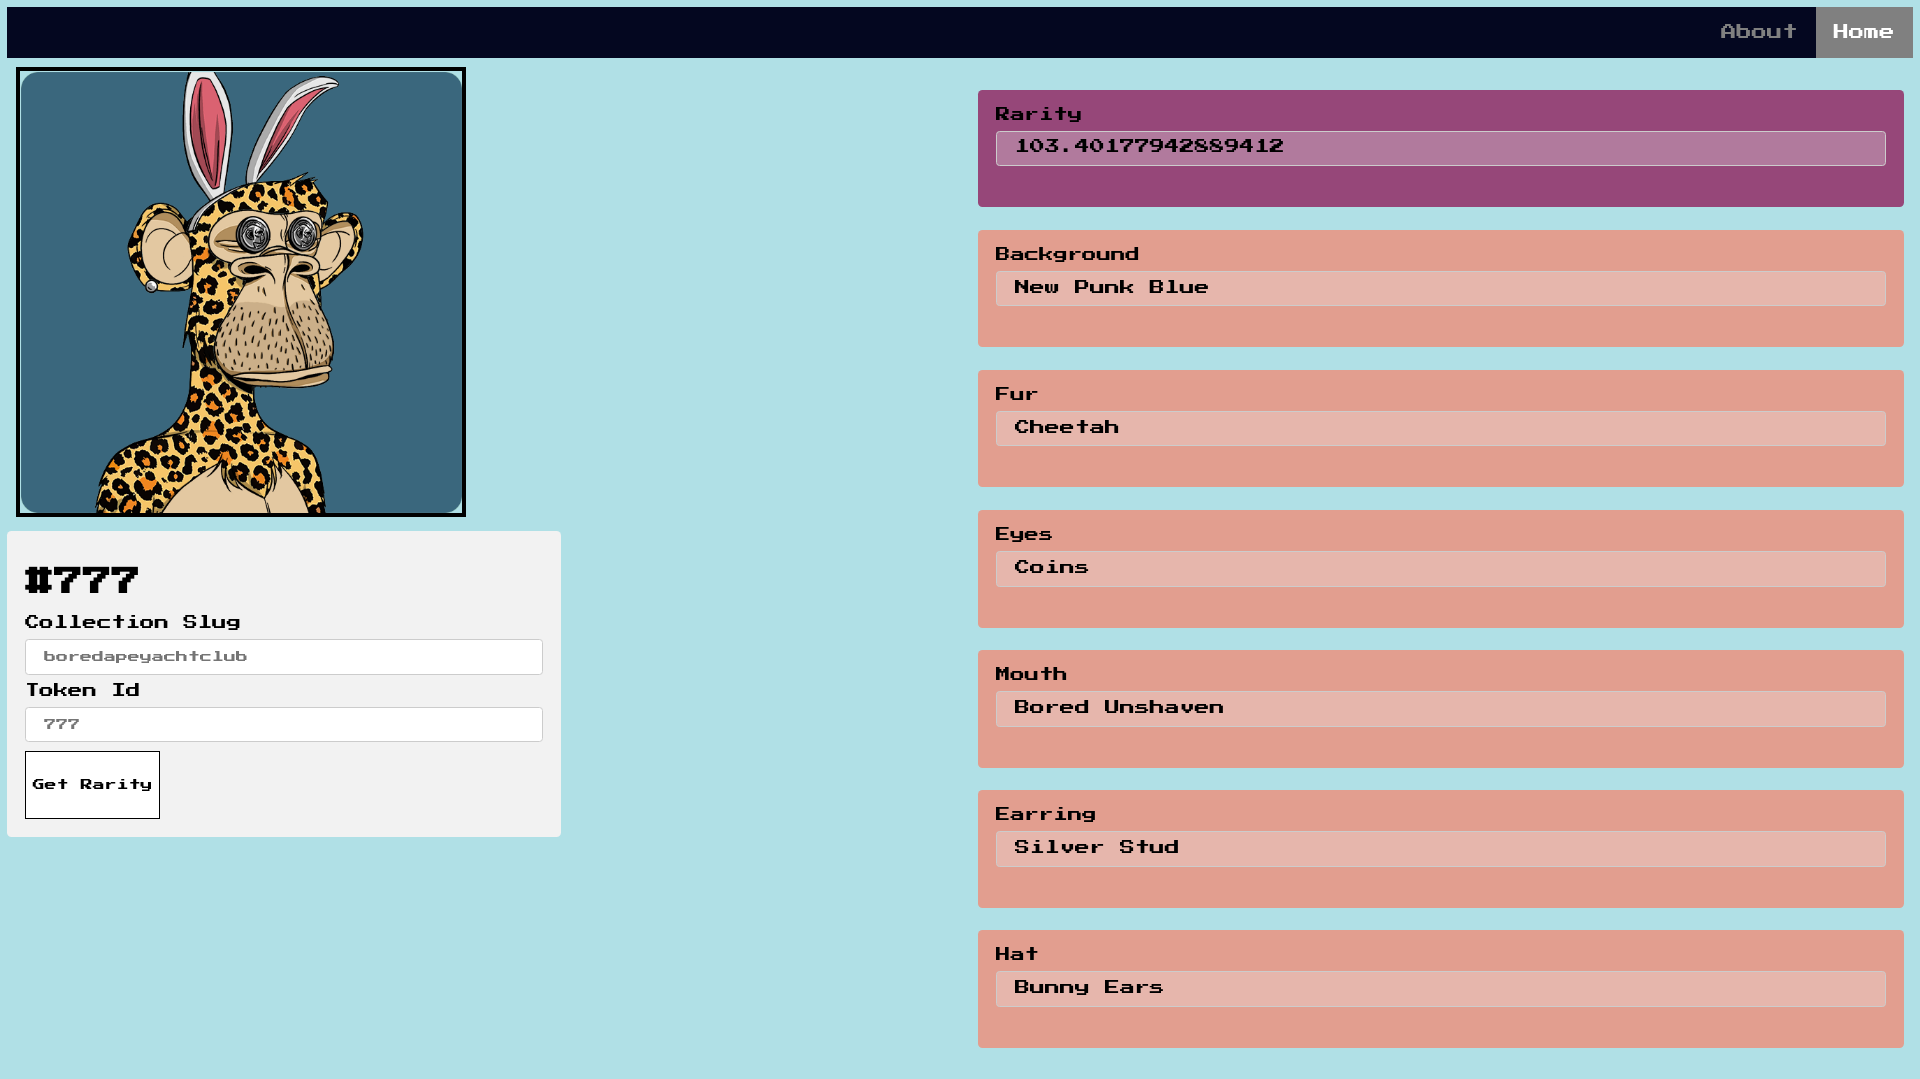 About Home
#777
Collection Slug
boredapeyachtclub
Token Id
777
Get Rarity
Rarity
103.40177942889412
Background
New Punk Blue
Fur
Cheetah
Eyes
Coins
Mouth
Bored Unshaven
Earring
Silver Stud
Hat
Bunny Ears